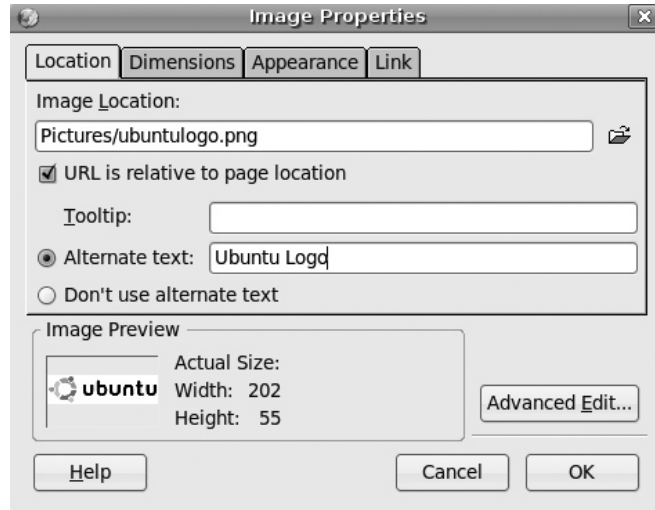 Image Properties
Location Dimensions Appearance Link
Image Location:
Pictures/ubuntulogo.png
URL is relative to page location
Tooltip:
Alternate text: Ubuntu Logo
Don't use alternate text
Image Preview
ubuntu
Actual Size:
Width: 202
Height: 55
Advanced Edit...
Help Cancel OK